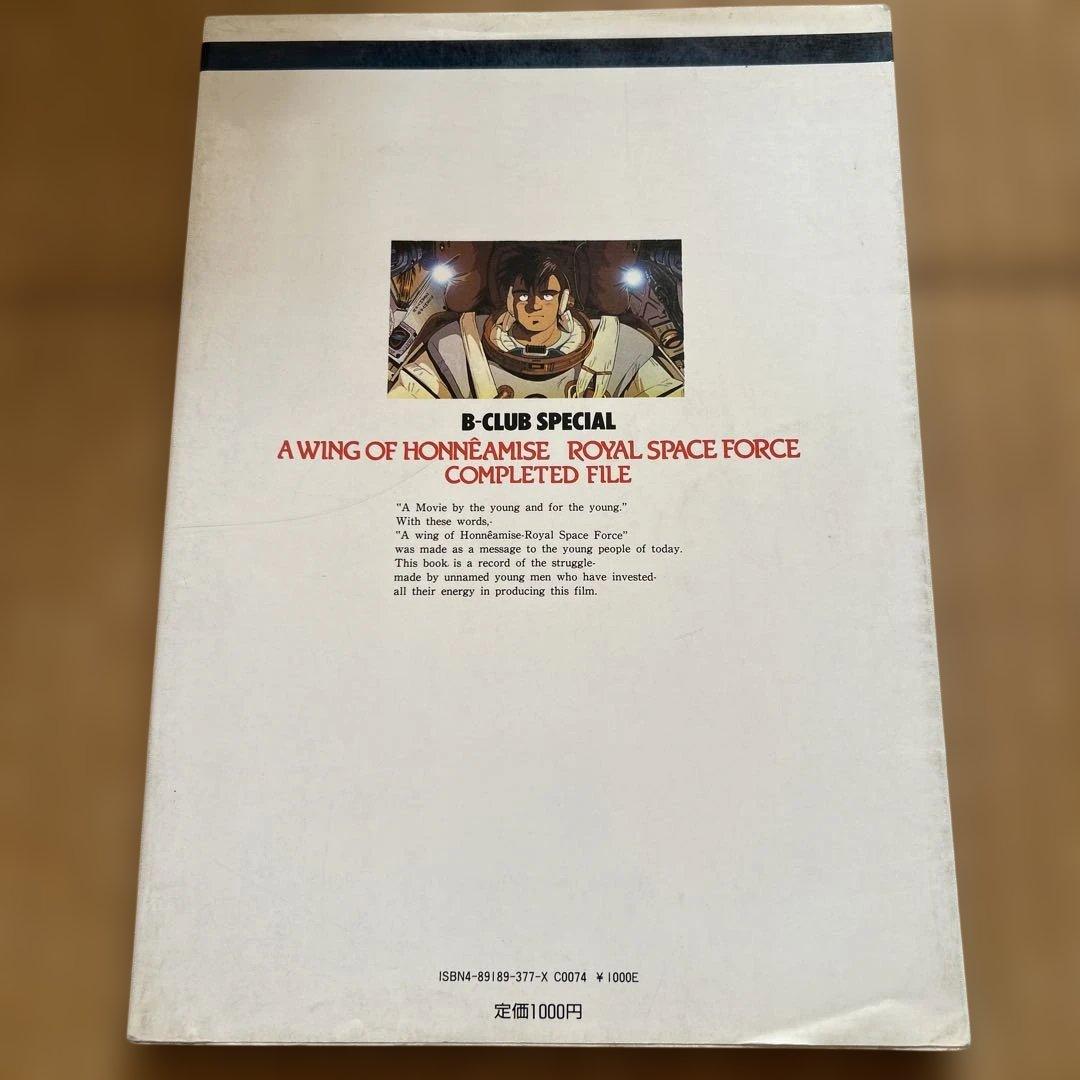 B-CLUB SPECIAL
A WING OF HONNÊAMISE ROYAL SPACE FORCE
COMPLETED FILE
"A Movie by the young and for the young."
With these words,-
"A wing of Honnêamise-Royal Space Force"
was made as a message to the young people of today.
This book is a record of the struggle-
made by unnamed young men who have invested-
all their energy in producing this film.
ISBN4-89189-377-X C0074 ¥1000E
定価1000円